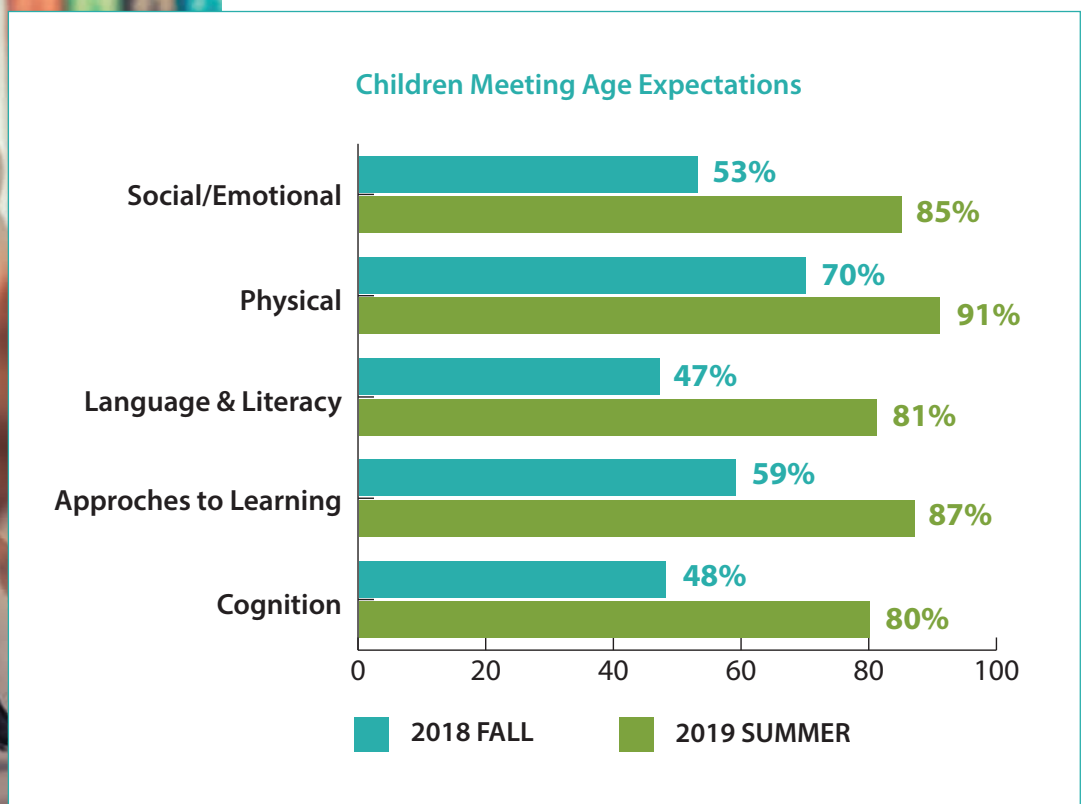 Children Meeting Age Expectations
Social/Emotional
53%
85%
Physical
70%
91%
Language & Literacy
47%
81%
Approches to Learning
59%
87%
Cognition
48%
80%
0 20 40 60 80 100
2018 FALL 2019 SUMMER